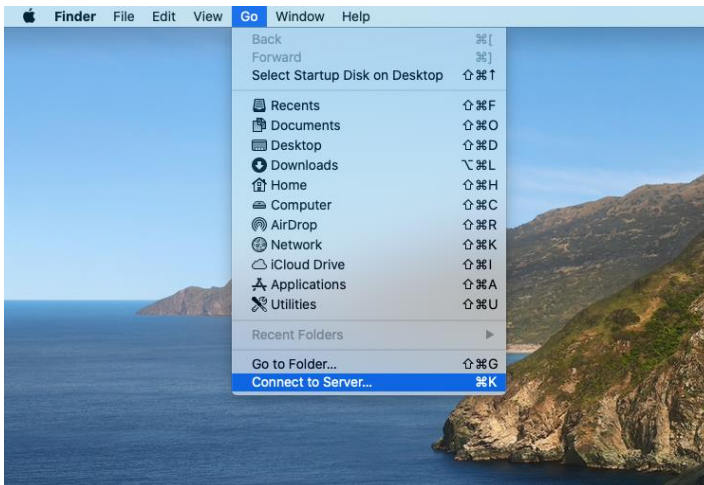 Finder File Edit View Go Window Help
Back ⌘[
Forward ⌘]
Select Startup Disk on Desktop ⇧⌘↑
Recents ⇧⌘F
Documents ⇧⌘O
Desktop ⇧⌘D
Downloads ⌥⌘L
Home ⇧⌘H
Computer ⇧⌘C
AirDrop ⇧⌘R
Network ⇧⌘K
iCloud Drive ⇧⌘I
Applications ⇧⌘A
Utilities ⇧⌘U
Recent Folders
Go to Folder... ⇧⌘G
Connect to Server... ⌘K